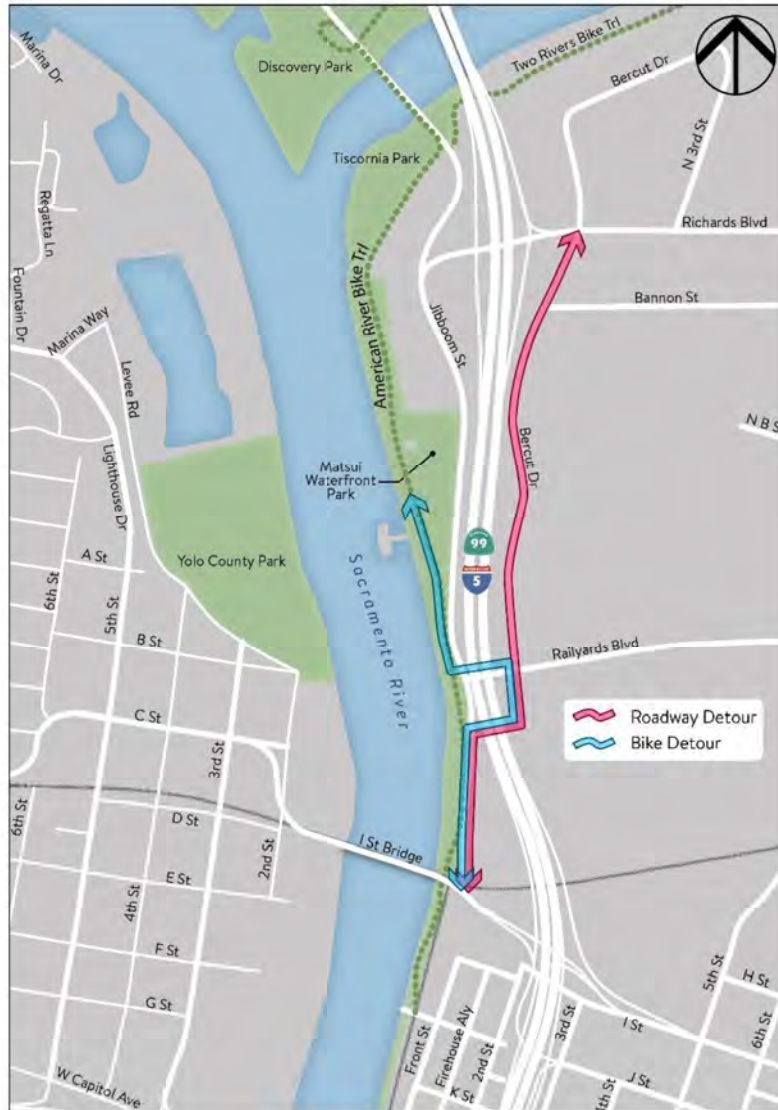 Marina Dr
Discovery Park
Two Rivers Bike Trl
Bercut Dr
N 3rd St
Tiscornia Park
Regatta Ln
Richards Blvd
American River Bike Trl
Jibboom St
Bannon St
Fountain Dr
Marina Way
Levee Rd
Lighthouse Dr
Bercut Dr
N B S
Matsui
Waterfront
Park
99
5
A St
Yolo County Park
Sacramento River
6th St
5th St
B St
Railyards Blvd
C St
3rd St
Roadway Detour
Bike Detour
6th St
D St
2nd St
I St Bridge
E St
4th St
F St
G St
5th St
H St
3rd St
I St
6th St
Front St
Firehouse Aly
2nd St
J St
K St
W Capitol Ave